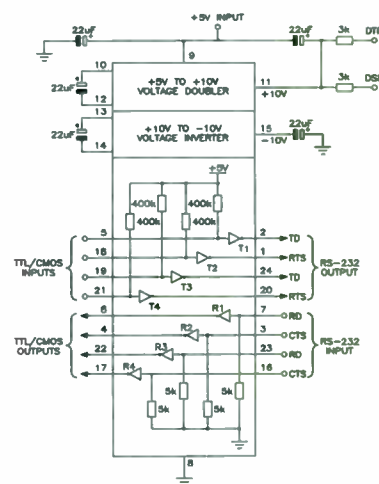 +5V INPUT
22uF
22uF
3k
DT
9
10
+5V TO +10V
VOLTAGE DOUBLER
11
+10V
3k
DS
22uF
12
13
+10V TO -10V
VOLTAGE INVERTER
15
-10V
22uF
22uF
14
+5V
400k
400k
400k
400k
5
T1
2
TD
18
T2
1
RTS
TTL/CMOS
INPUTS
19
T3
24
TD
RS-232
OUTPUT
21
T4
20
RTS
6
R1
7
RD
4
R2
3
CTS
TTL/CMOS
OUTPUTS
22
R3
23
RD
RS-232
INPUT
17
R4
16
CTS
5k
5k
5k
5k
8